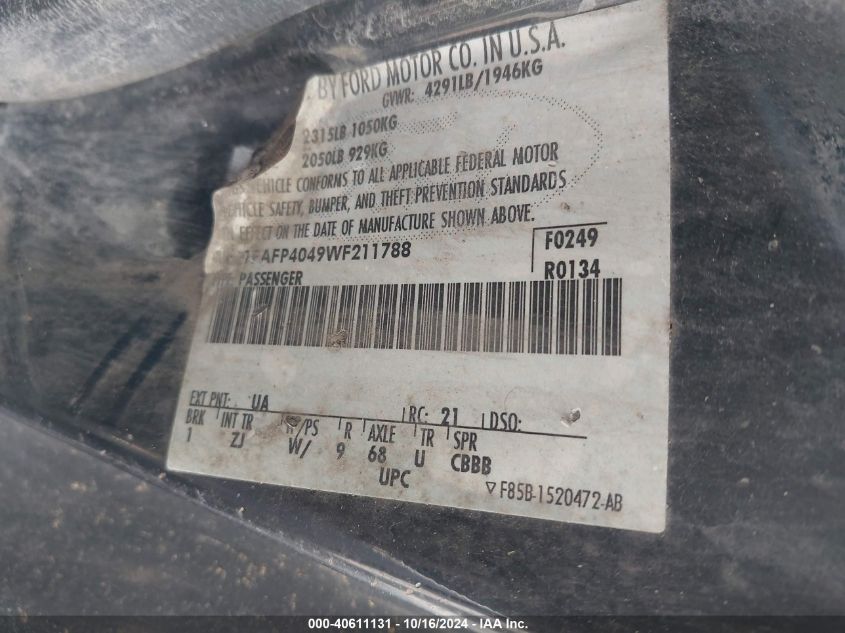 BY FORD MOTOR CO. IN U.S.A.
GVWR: 4291LB/1946KG
2315LB 1050KG
2050LB 929KG
VEHICLE CONFORMS TO ALL APPLICABLE FEDERAL MOTOR
VEHICLE SAFETY, BUMPER, AND THEFT PREVENTION STANDARDS
IN EFFECT ON THE DATE OF MANUFACTURE SHOWN ABOVE.
AFP4049WF211788
F0249
PASSENGER
R0134
EXT PNT: UA RC: 21 DSO:
BRK INT TR /PS R AXLE TR SPR
1 ZJ W/ 9 68 U CBBB
UPC
▽F85B-1520472-AB
000-40611131 - 10/16/2024 - IAA Inc.